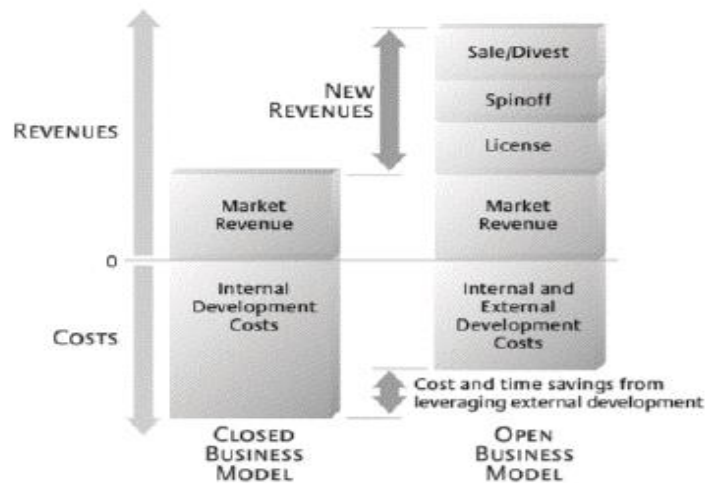 Sale/Divest
NEW
REVENUES
Spinoff
REVENUES
License
Market
Revenue
Market
Revenue
0
Internal
Development
Costs
Internal and
External
Development
Costs
COSTS
Cost and time savings from
leveraging external development
CLOSED
BUSINESS
MODEL
OPEN
BUSINESS
MODEL